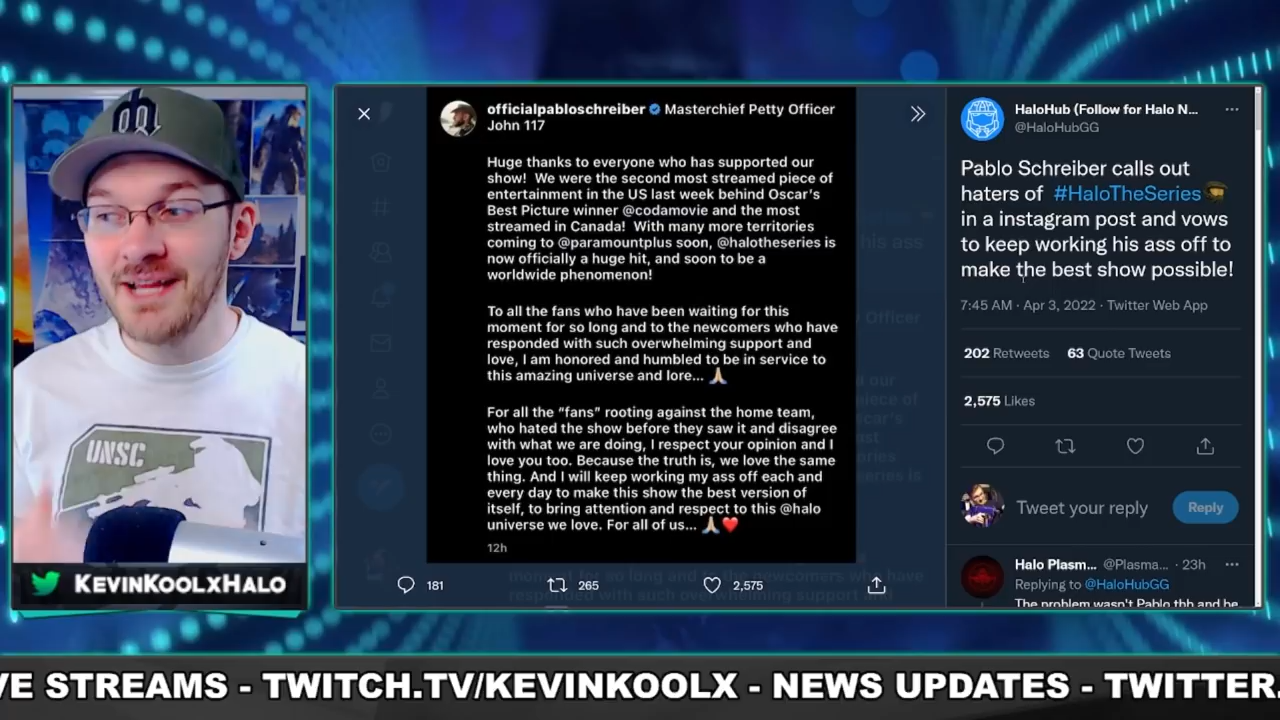 officialpabloschreiber Masterchief Petty Officer
John 117
Huge thanks to everyone who has supported our
show! We were the second most streamed piece of
entertainment in the US last week behind Oscar's
Best Picture winner @codamovie and the most
streamed in Canada! With many more territories
coming to @paramountplus soon, @halotheseries is
now officially a huge hit, and soon to be a
worldwide phenomenon!
To all the fans who have been waiting for this
moment for so long and to the newcomers who have
responded with such overwhelming support and
love, I am honored and humbled to be in service to
this amazing universe and lore... 🙏
For all the "fans" rooting against the home team,
who hated the show before they saw it and disagree
with what we are doing, I respect your opinion and I
love you too. Because the truth is, we love the same
thing. And I will keep working my ass off each and
every day to make this show the best version of
itself, to bring attention and respect to this @halo
universe we love. For all of us... 🙏❤️
12h
181
265
2,575
HaloHub (Follow for Halo N...
@HaloHubGG
Pablo Schreiber calls out
haters of #HaloTheSeries
in a instagram post and vows
to keep working his ass off to
make the best show possible!
7:45 AM · Apr 3, 2022 · Twitter Web App
202 Retweets 63 Quote Tweets
2,575 Likes
Tweet your reply
Reply
Halo Plasm... @Plasma... · 23h
Replying to @HaloHubGG
The problem wasn't Pablo tbh and be
UNSC
KEVINKOOLXHALO
VE STREAMS - TWITCH.TV/KEVINKOOLX - NEWS UPDATES - TWITTER.